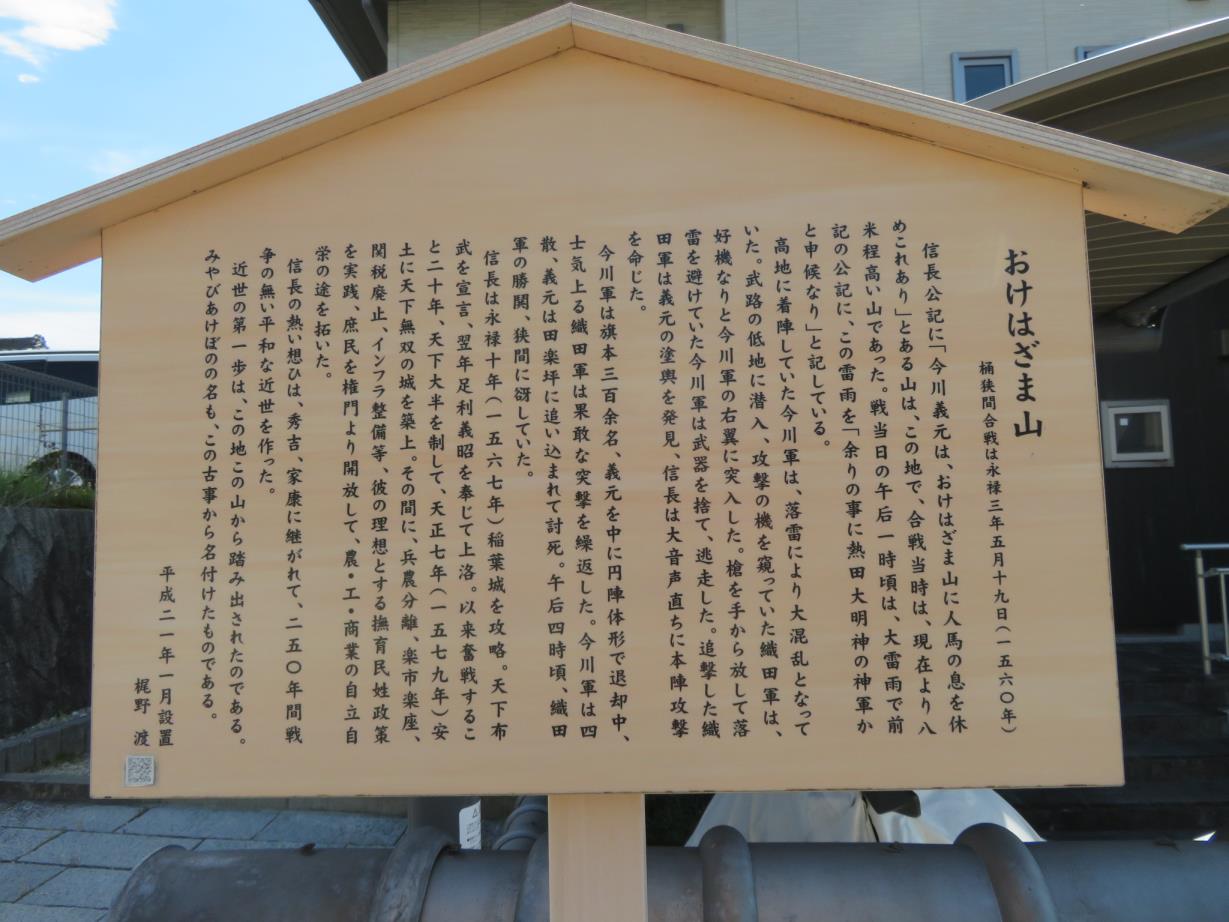 おけはざま山
桶狭間合戦は永禄三年五月十九日(一五六〇年)
信長公記に「今川義元は、おけはざま山に人馬の息を休
めこれあり」とある山は、この地で、合戦当時は、現在より八
米程高い山であった。戦当日の午后一時頃は、大雷雨で前
記の公記に、この雷雨を「余りの事に熱田大明神の神軍か
と申候なり」と記している。
高地に着陣していた今川軍は、落雷により大混乱となって
いた。武路の低地に潜入、攻撃の機を窺っていた織田軍は、
好機なりと今川軍の右翼に突入した。槍を手から放して落
雷を避けていた今川軍は武器を捨て、逃走した。追撃した織
田軍は義元の塗輿を発見、信長は大音声直ちに本陣攻撃
を命じた。
今川軍は旗本三百余名、義元を中に円陣体形で退却中、
士気上る織田軍は果敢な突撃を繰返した。今川軍は四
散、義元は田楽坪に追い込まれて討死。午后四時頃、織田
軍の勝関、狭間に谺していた。
信長は永禄十年(一五六七年)稲葉城を攻略。天下布
武を宣言、翌年足利義昭を奉じて上洛。以来奮戦するこ
と二十年、天下大半を制して、天正七年(一五七九年)安
土に天下無双の城を築上。その間に、兵農分離、楽市楽座、
関税廃止、インフラ整備等、彼の理想とする撫育民姓政策
を実践、庶民を権門より開放して、農・工・商業の自立自
栄の途を拓いた。
信長の熱い想ひは、秀吉、家康に継がれて、二五〇年間戦
争の無い平和な近世を作った。
近世の第一歩は、この地この山から踏み出されたのである。
みやびあけぼのの名も、この古事から名付けたものである。
平成二一年一月設置
梶野 渡